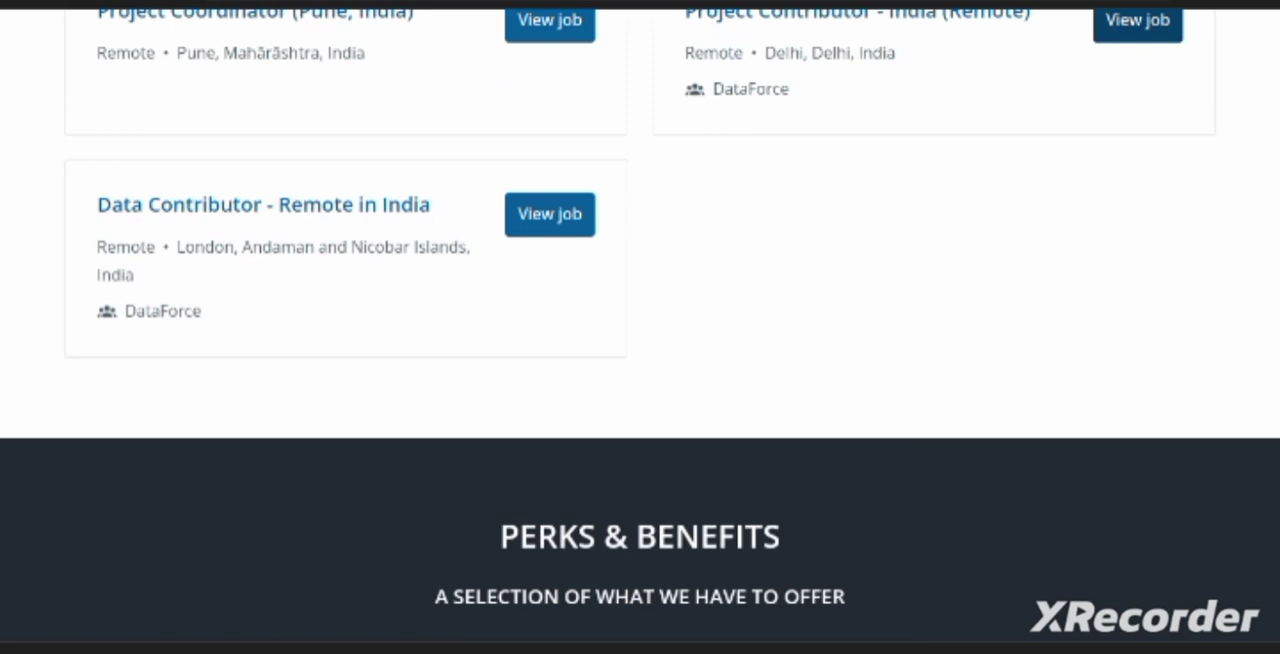 Project Coordinator (Pune, India)
View job
Remote • Pune, Mahārāshtra, India
Project Contributor - India (Remote)
View job
Remote • Delhi, Delhi, India
DataForce
Data Contributor - Remote in India
View job
Remote • London, Andaman and Nicobar Islands,
India
DataForce
PERKS & BENEFITS
A SELECTION OF WHAT WE HAVE TO OFFER
XRecorder